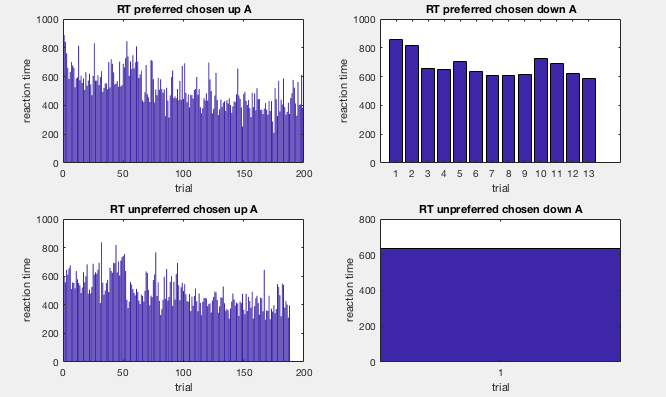 RT preferred chosen up A
1000
800
600
400
200
0
reaction time
0 50 100 150 200
trial
RT preferred chosen down A
1000
800
600
400
200
0
reaction time
1 2 3 4 5 6 7 8 9 10 11 12 13
trial
RT unpreferred chosen up A
1000
800
600
400
200
0
reaction time
0 50 100 150 200
trial
RT unpreferred chosen down A
800
600
400
200
0
reaction time
1
trial